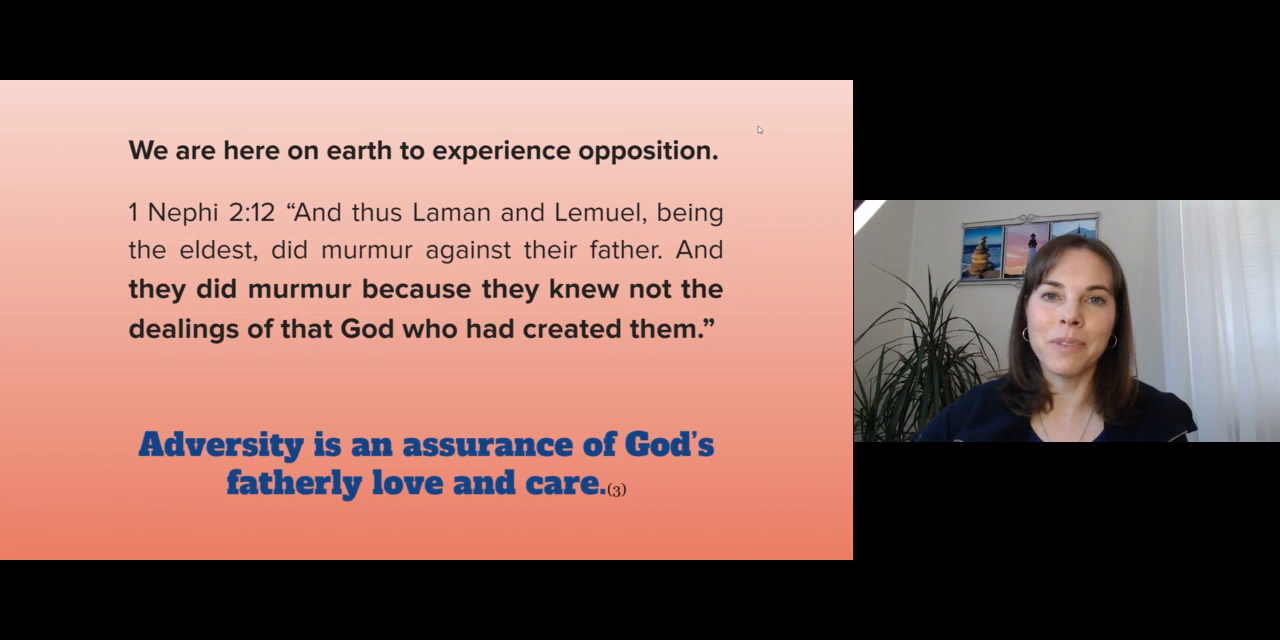 We are here on earth to experience opposition.
1 Nephi 2:12 “And thus Laman and Lemuel, being
the eldest, did murmur against their father. And
they did murmur because they knew not the
dealings of that God who had created them.”
Adversity is an assurance of God’s
fatherly love and care.(3)